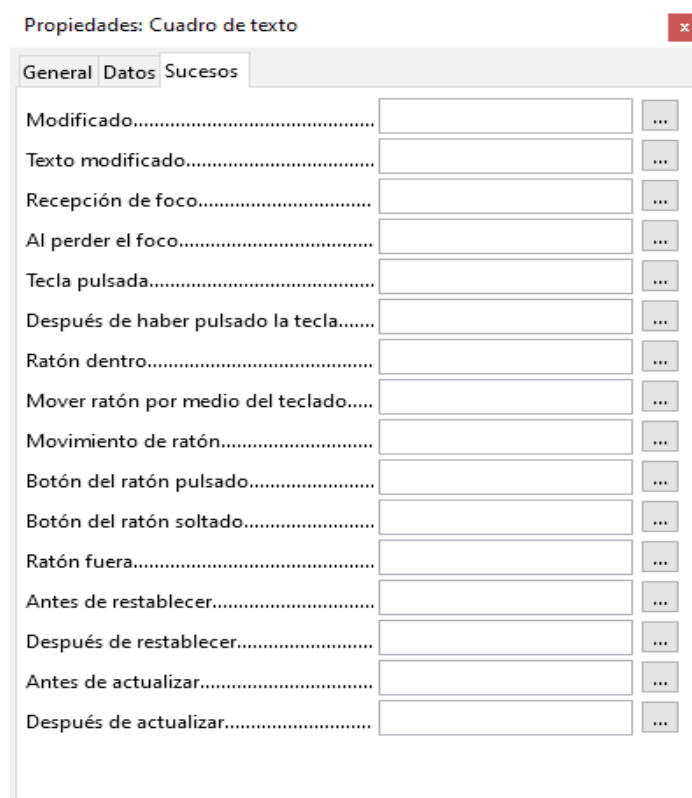 Propiedades: Cuadro de texto
x
General Datos Sucesos
Modificado............................................ ...
Texto modificado................................... ...
Recepción de foco................................ ...
Al perder el foco.................................... ...
Tecla pulsada......................................... ...
Después de haber pulsado la tecla....... ...
Ratón dentro......................................... ...
Mover ratón por medio del teclado..... ...
Movimiento de ratón............................ ...
Botón del ratón pulsado....................... ...
Botón del ratón soltado........................ ...
Ratón fuera............................................ ...
Antes de restablecer.............................. ...
Después de restablecer......................... ...
Antes de actualizar................................ ...
Después de actualizar........................... ...